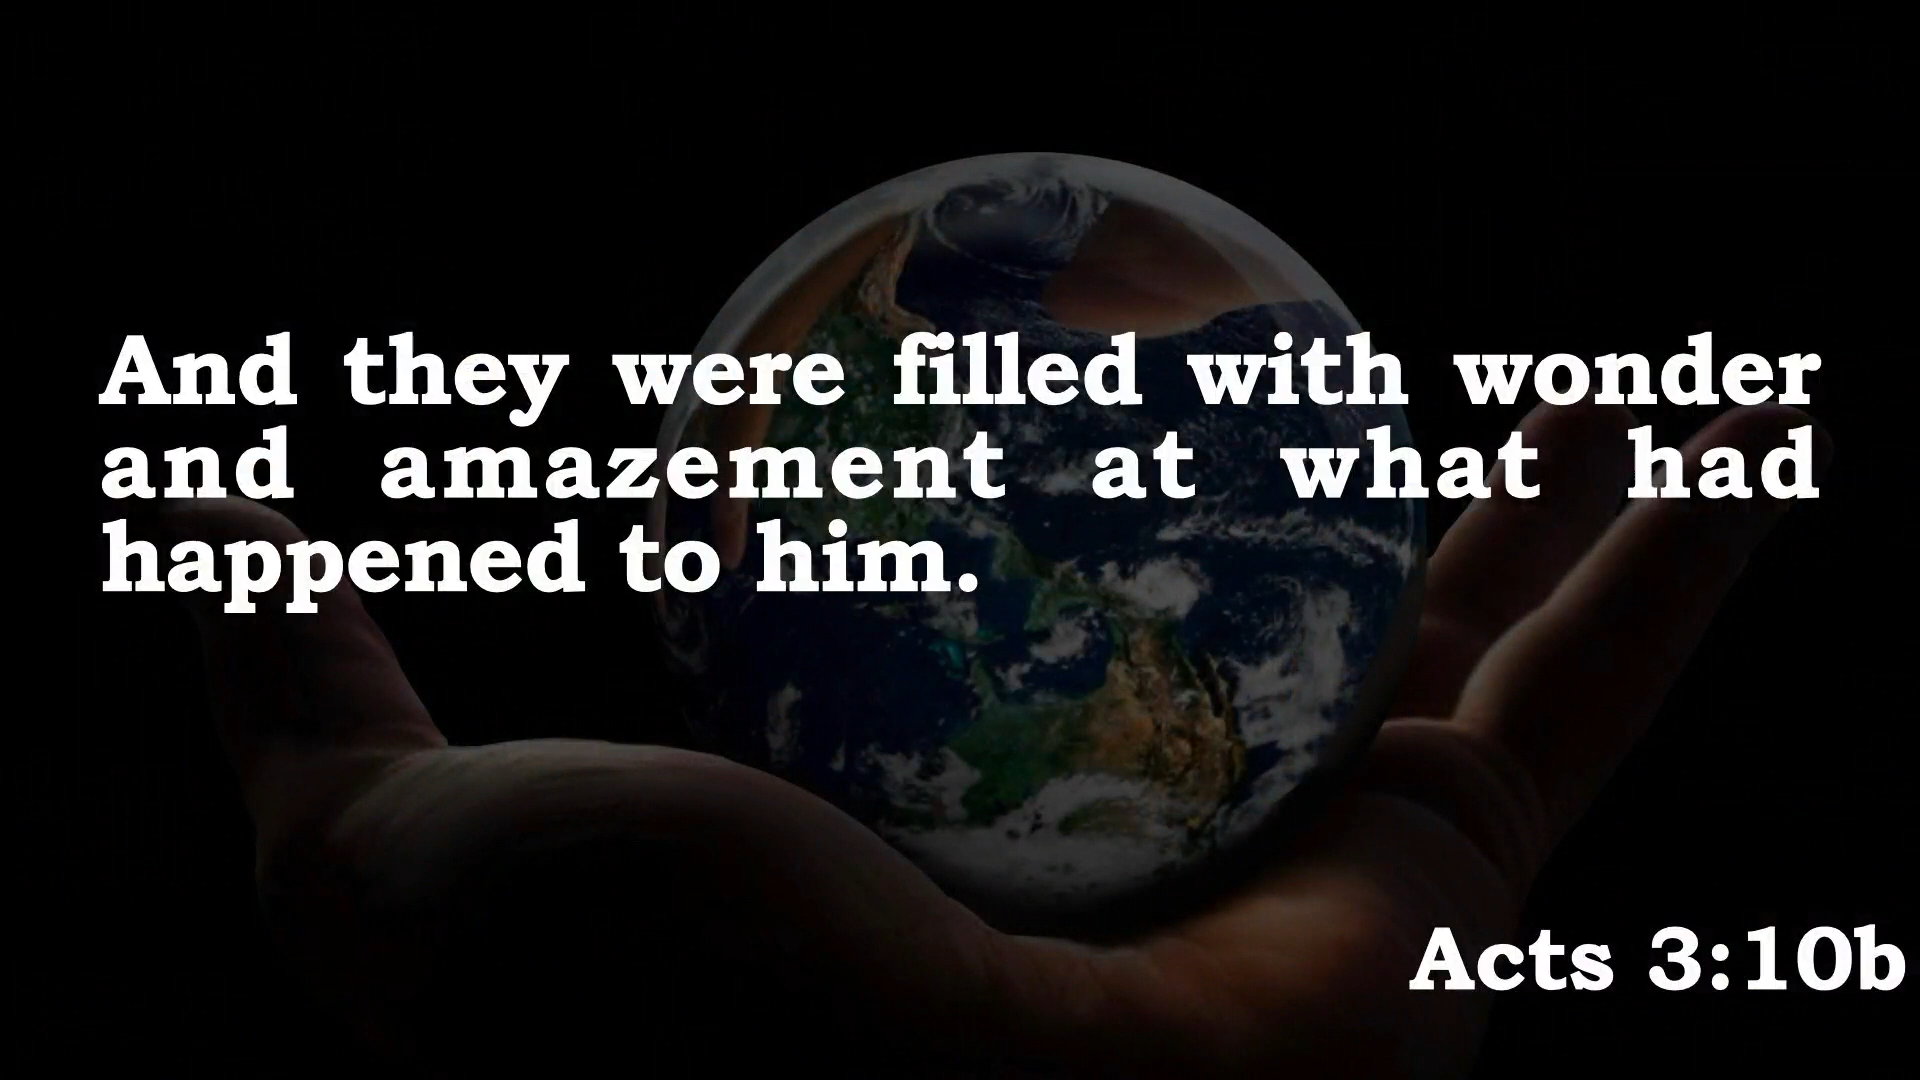 And they were filled with wonder
and amazement at what had
happened to him.
Acts 3:10b